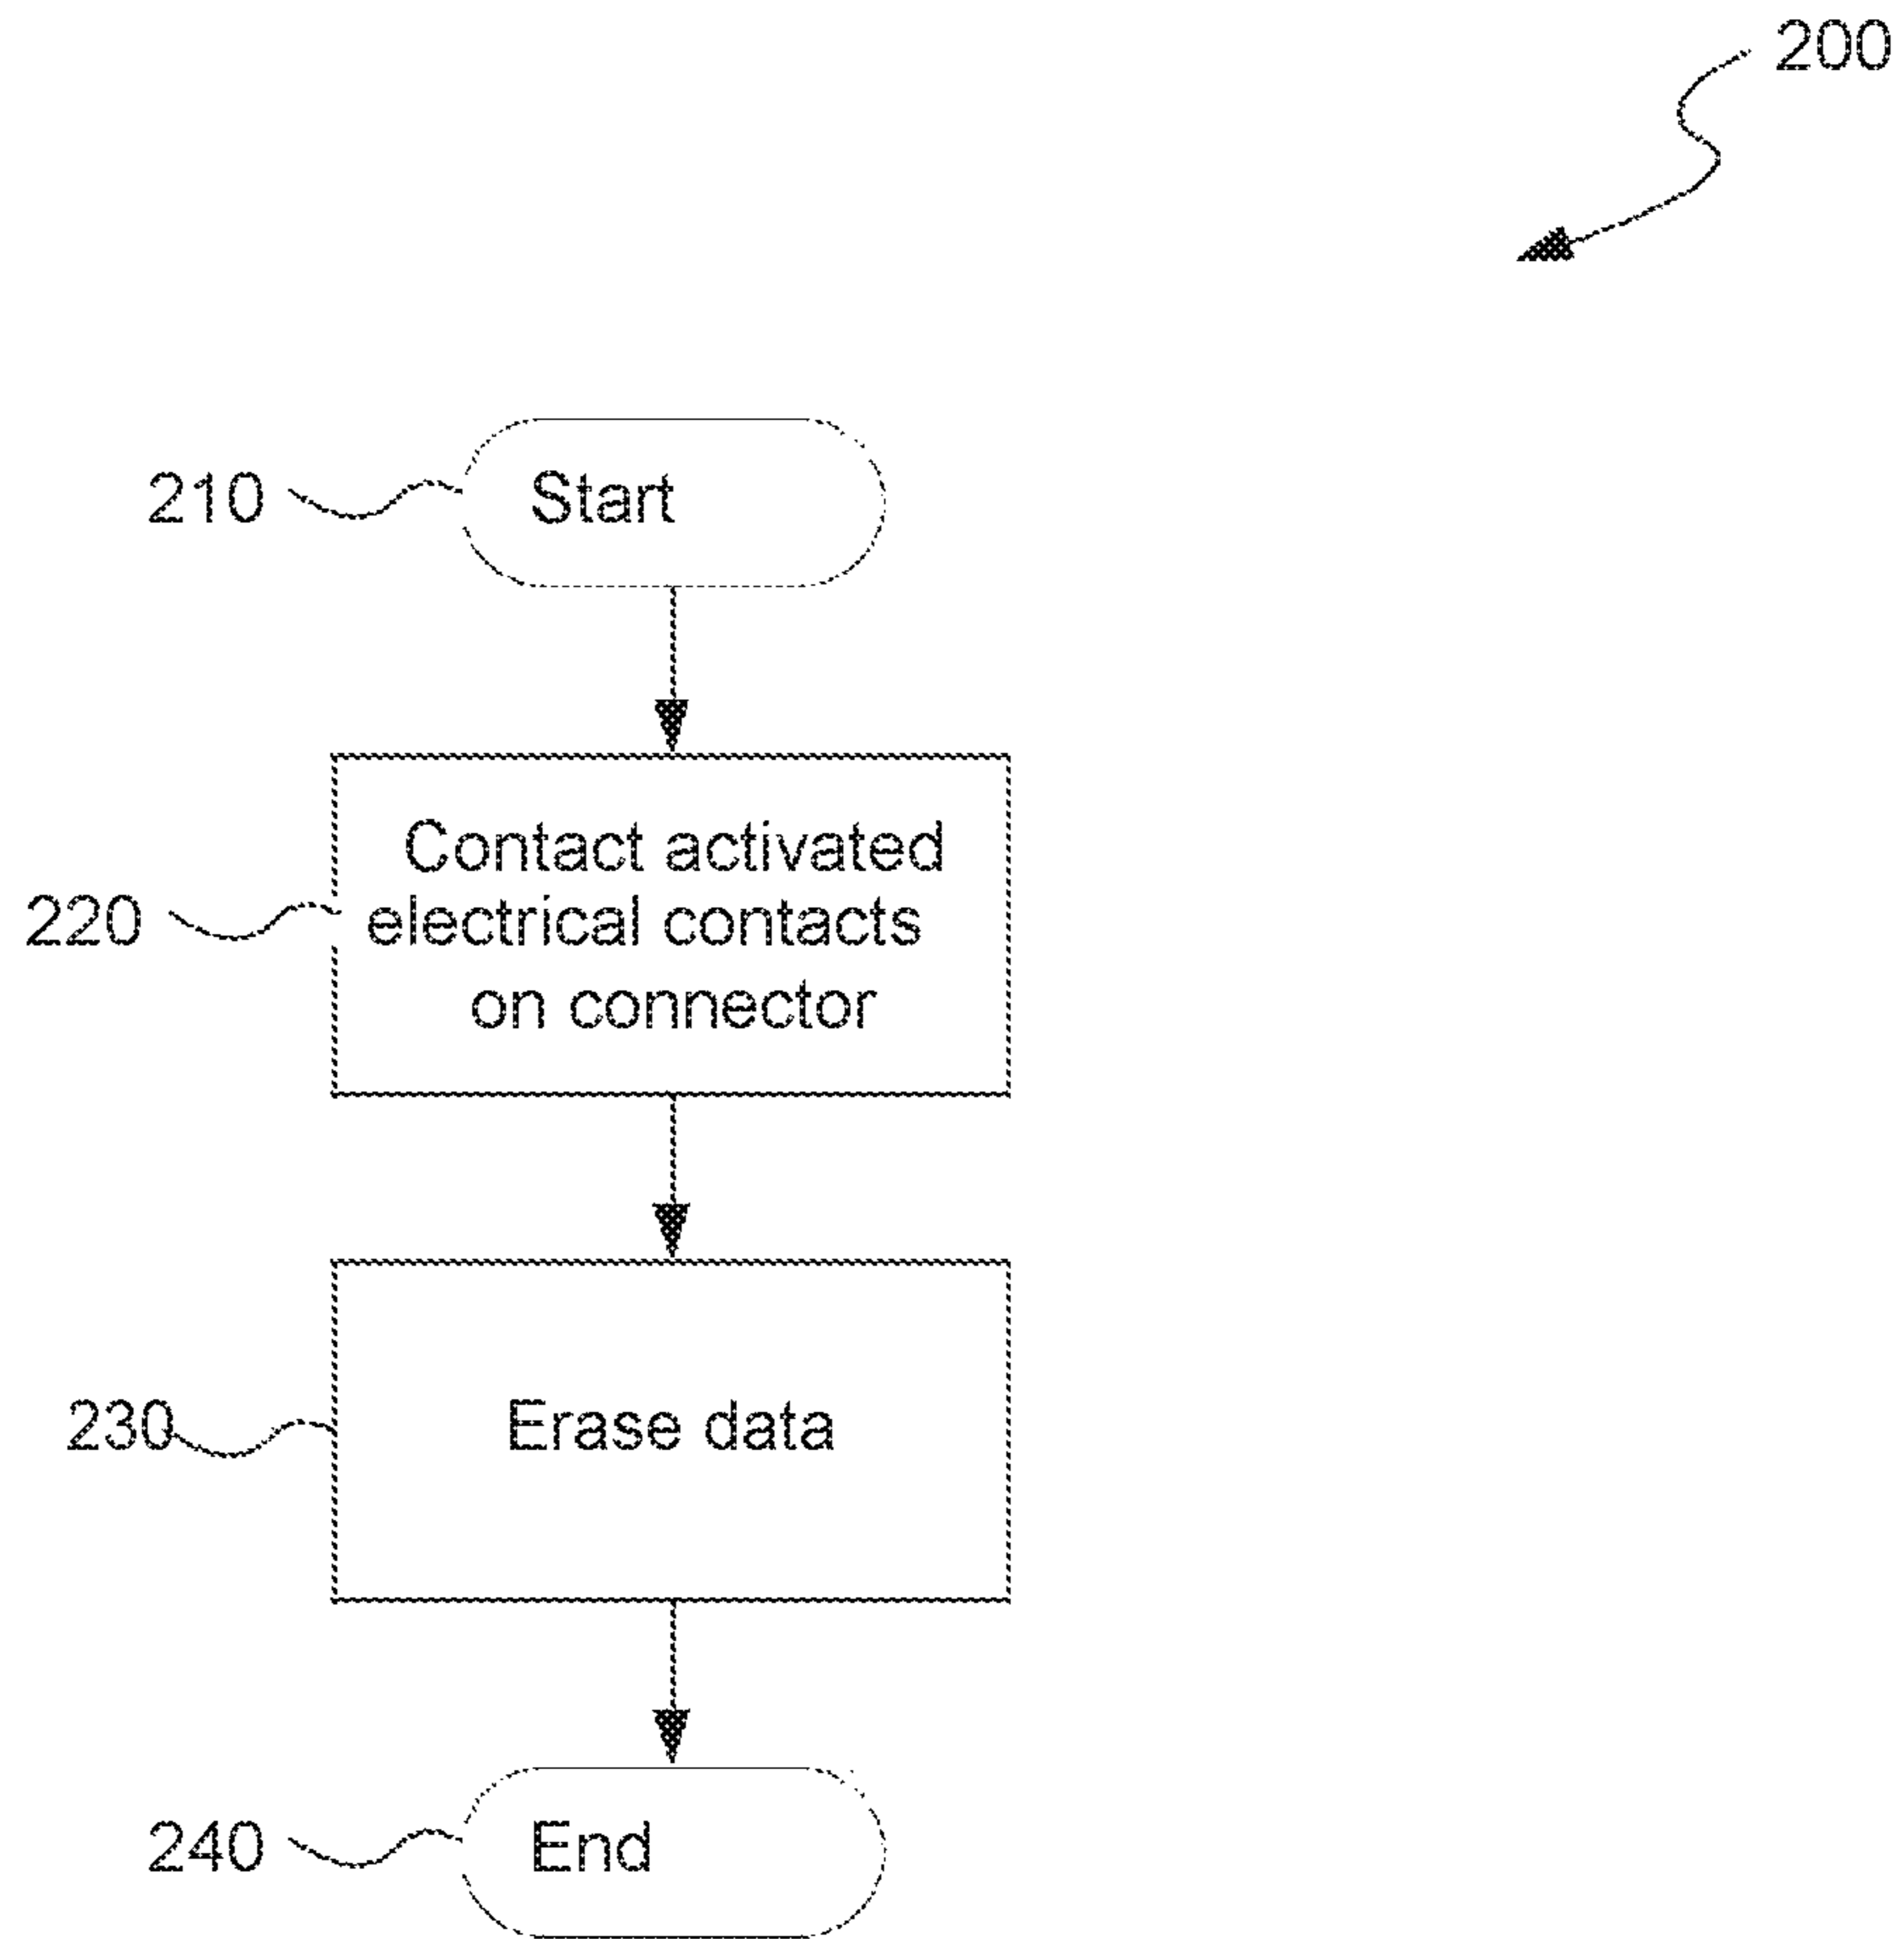 200
210
Start
Contact activated
220
electrical contacts
on connector
230
Erase data
240
End